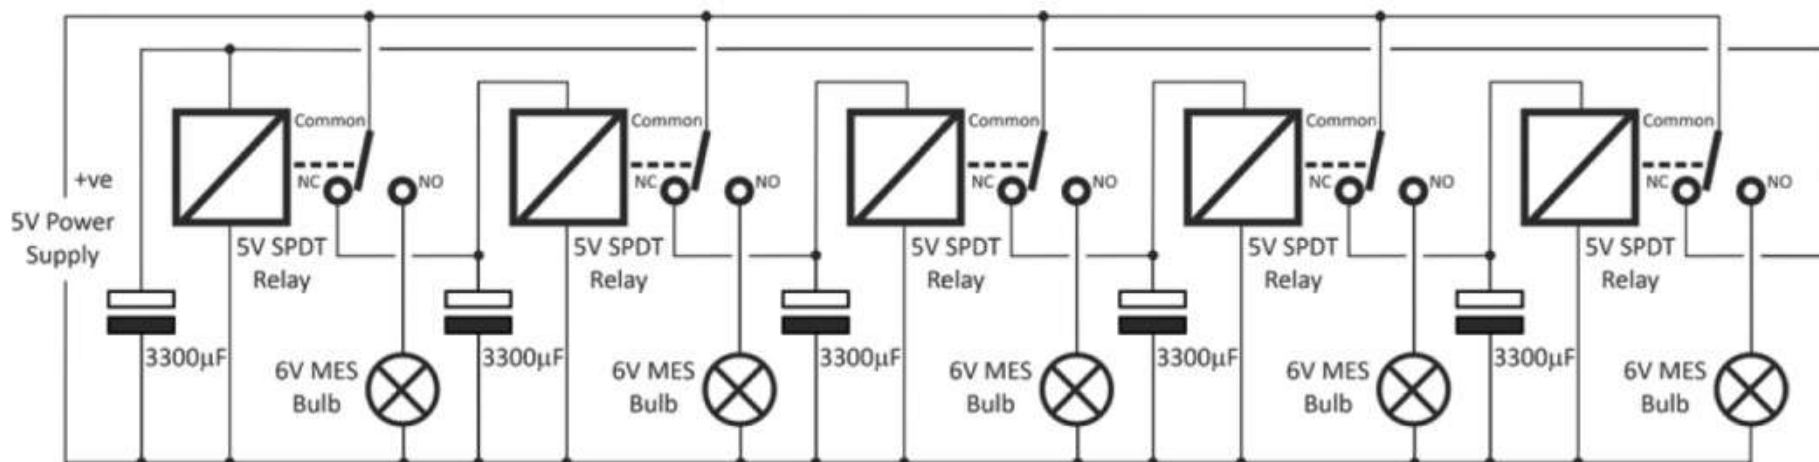 +ve
5V Power
Supply
Common
NC
NO
5V SPDT
Relay
3300µF
6V MES
Bulb
Common
NC
NO
5V SPDT
Relay
3300µF
6V MES
Bulb
Common
NC
NO
5V SPDT
Relay
3300µF
6V MES
Bulb
Common
NC
NO
5V SPDT
Relay
3300µF
6V MES
Bulb
Common
NC
NO
5V SPDT
Relay
3300µF
6V MES
Bulb